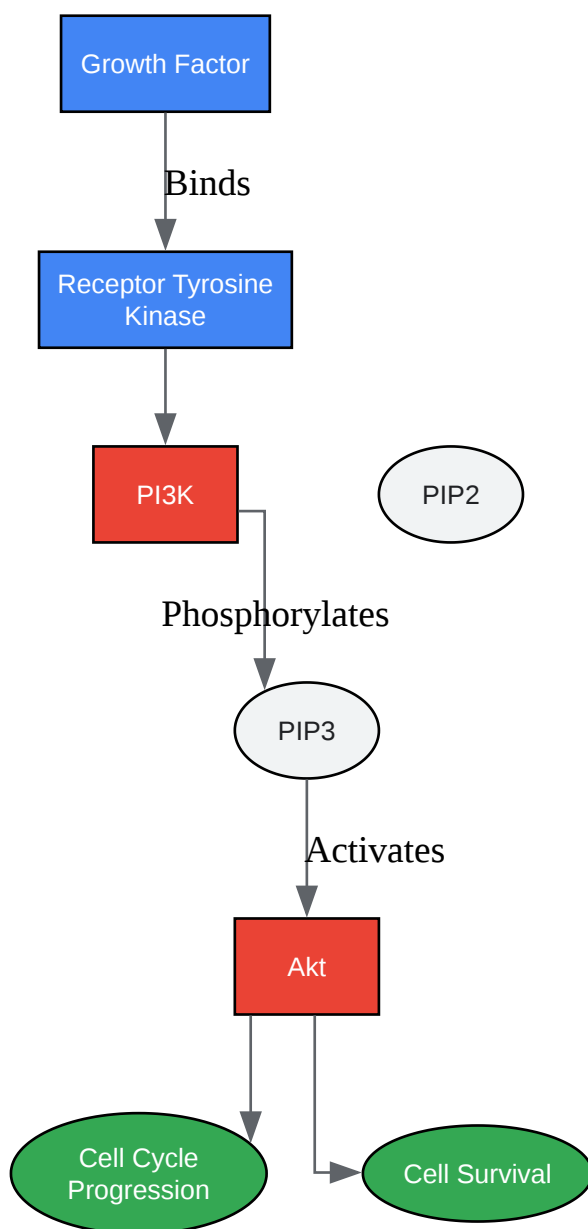 Growth Factor
Binds
Receptor Tyrosine
Kinase
PI3K
PIP2
Phosphorylates
PIP3
Activates
Akt
Cell Cycle
Progression
Cell Survival